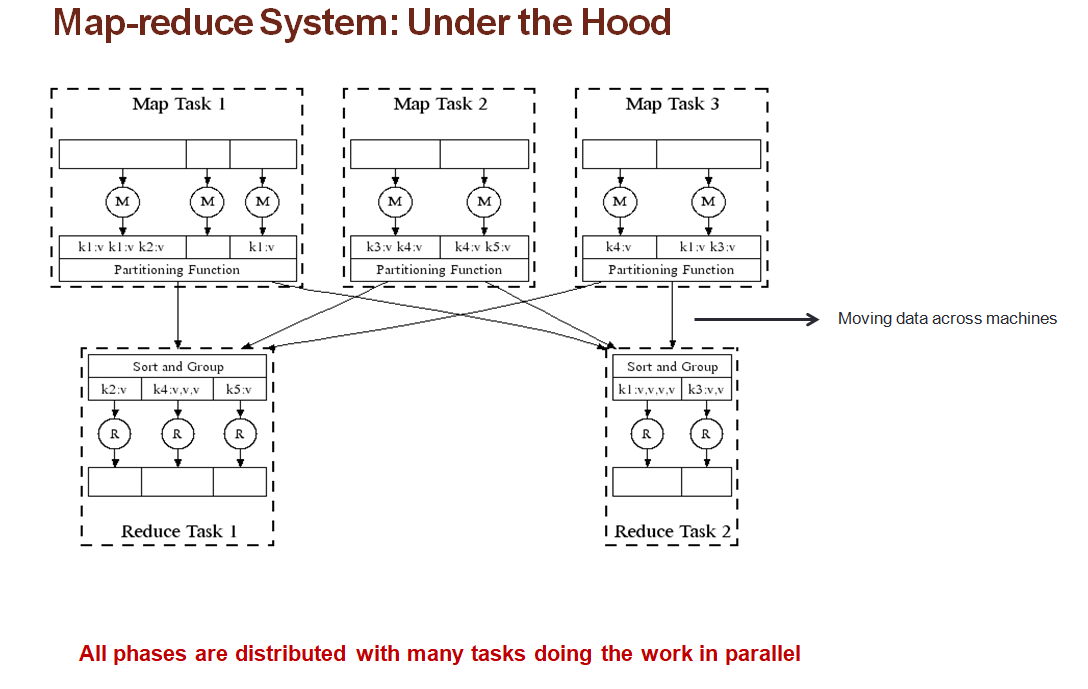 Map-reduce System: Under the Hood
Map Task 1
Map Task 2
Map Task 3
M
M
M
M
M
M
M
k1:v k1:v k2:v
k1:v
k3:v k4:v
k4:v k5:v
k4:v
k1:v k3:v
Partitioning Function
Partitioning Function
Partitioning Function
Moving data across machines
Sort and Group
Sort and Group
k2:v
k4:v,v,v
k5:v
k1:v,v,v,v
k3:v,v
R
R
R
R
R
Reduce Task 1
Reduce Task 2
All phases are distributed with many tasks doing the work in parallel